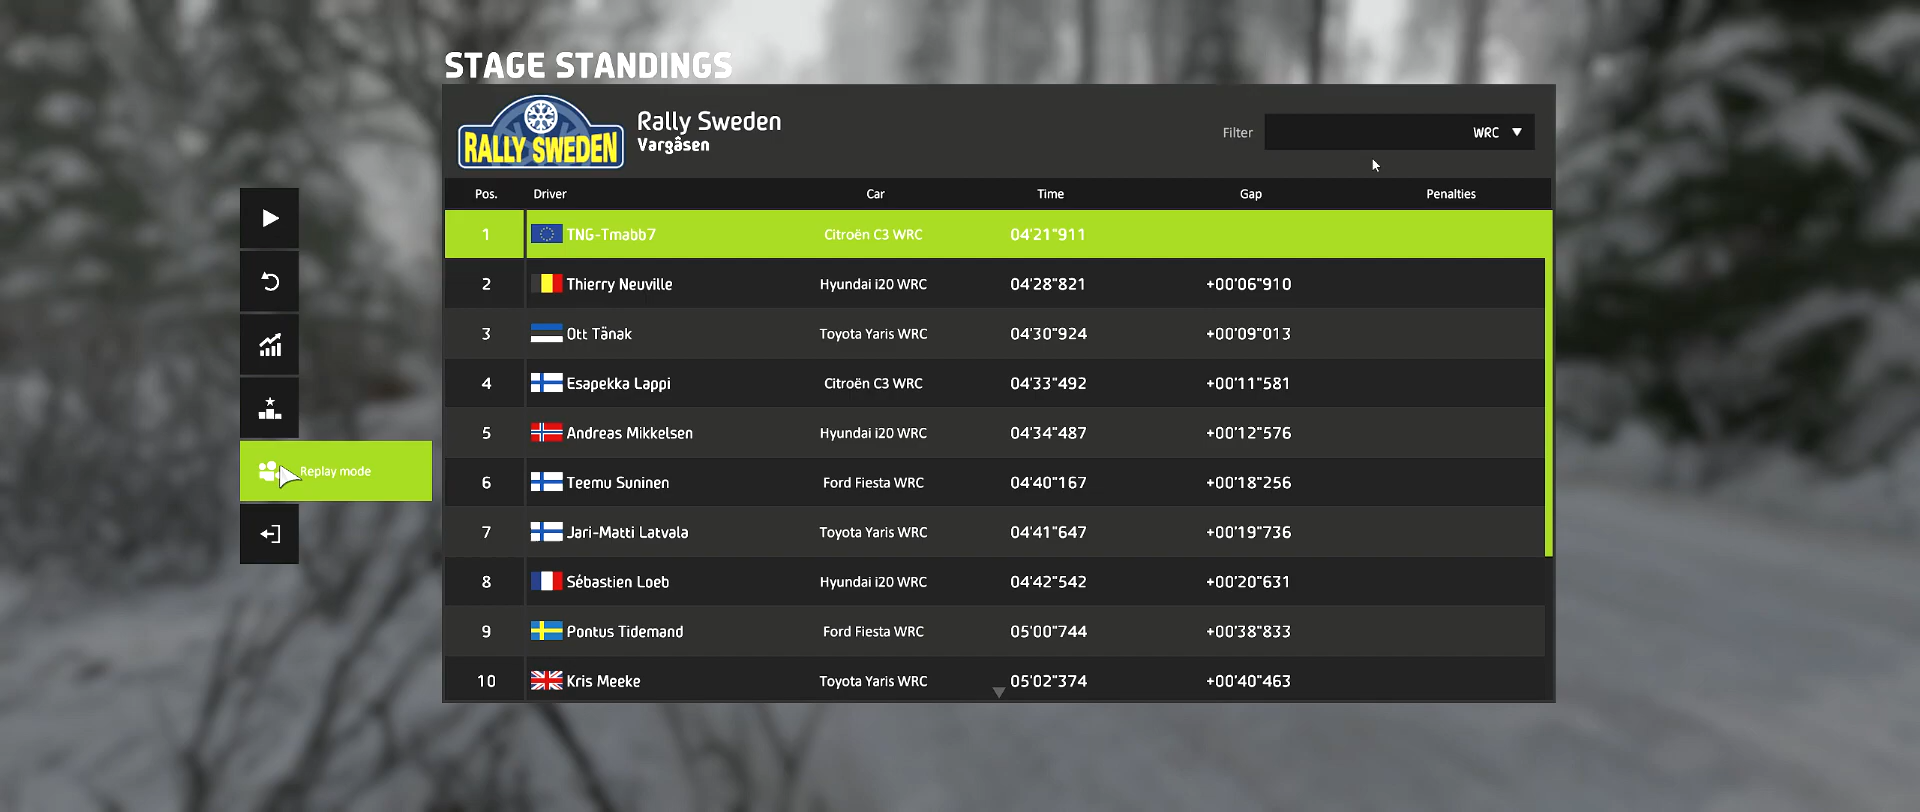 STAGE STANDINGS
RALLY SWEDEN
Rally Sweden
Vargåsen
Filter WRC
Pos. Driver Car Time Gap Penalties
1 TNG-Tmabb7 Citroën C3 WRC 04'21"911
2 Thierry Neuville Hyundai i20 WRC 04'28"821 +00'06"910
3 Ott Tänak Toyota Yaris WRC 04'30"924 +00'09"013
4 Esapekka Lappi Citroën C3 WRC 04'33"492 +00'11"581
5 Andreas Mikkelsen Hyundai i20 WRC 04'34"487 +00'12"576
Replay mode
6 Teemu Suninen Ford Fiesta WRC 04'40"167 +00'18"256
7 Jari-Matti Latvala Toyota Yaris WRC 04'41"647 +00'19"736
8 Sébastien Loeb Hyundai i20 WRC 04'42"542 +00'20"631
9 Pontus Tidemand Ford Fiesta WRC 05'00"744 +00'38"833
10 Kris Meeke Toyota Yaris WRC 05'02"374 +00'40"463